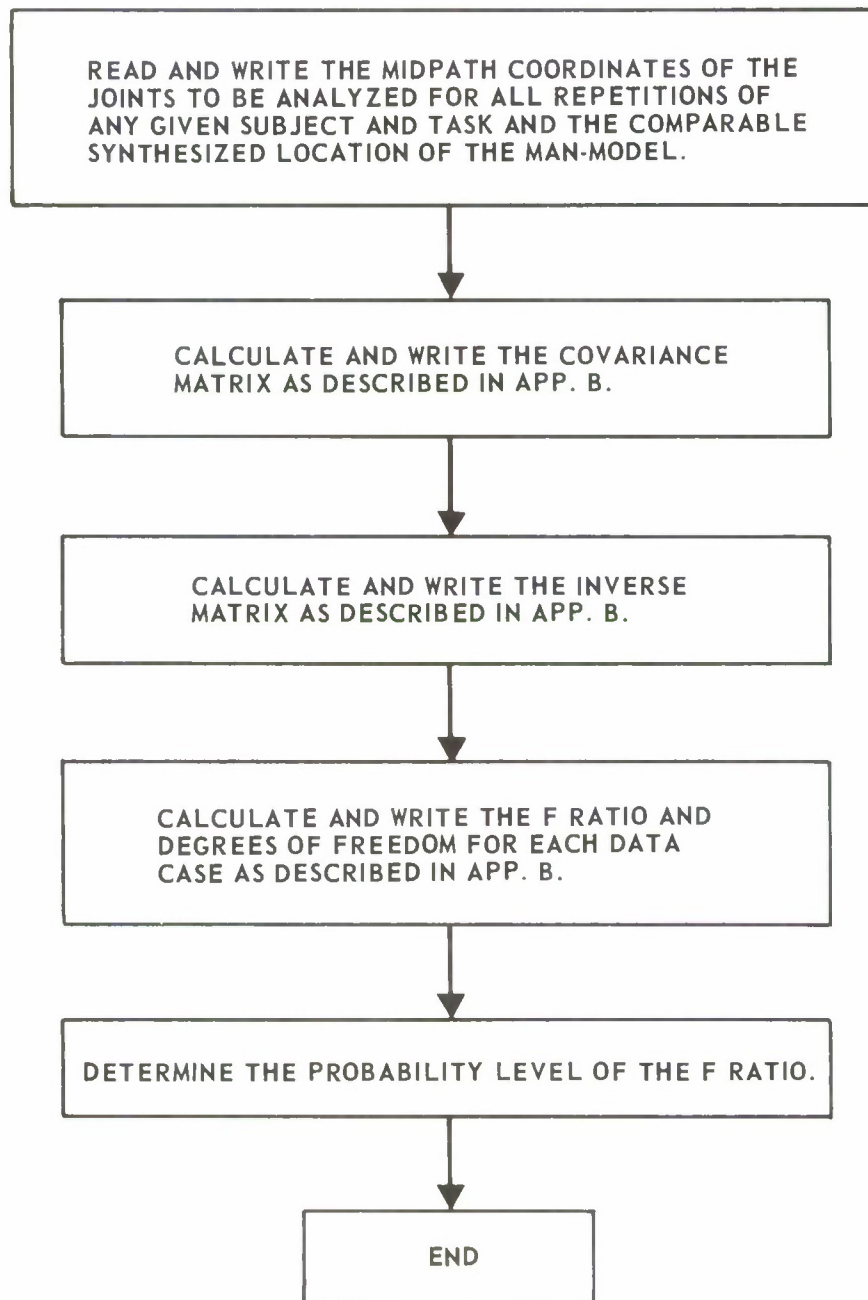 READ AND WRITE THE MIDPATH COORDINATES OF THE
JOINTS TO BE ANALYZED FOR ALL REPETITIONS OF
ANY GIVEN SUBJECT AND TASK AND THE COMPARABLE
SYNTHESIZED LOCATION OF THE MAN-MODEL.
CALCULATE AND WRITE THE COVARIANCE
MATRIX AS DESCRIBED IN APP. B.
CALCULATE AND WRITE THE INVERSE
MATRIX AS DESCRIBED IN APP. B.
CALCULATE AND WRITE THE F RATIO AND
DEGREES OF FREEDOM FOR EACH DATA
CASE AS DESCRIBED IN APP. B.
DETERMINE THE PROBABILITY LEVEL OF THE F RATIO.
END